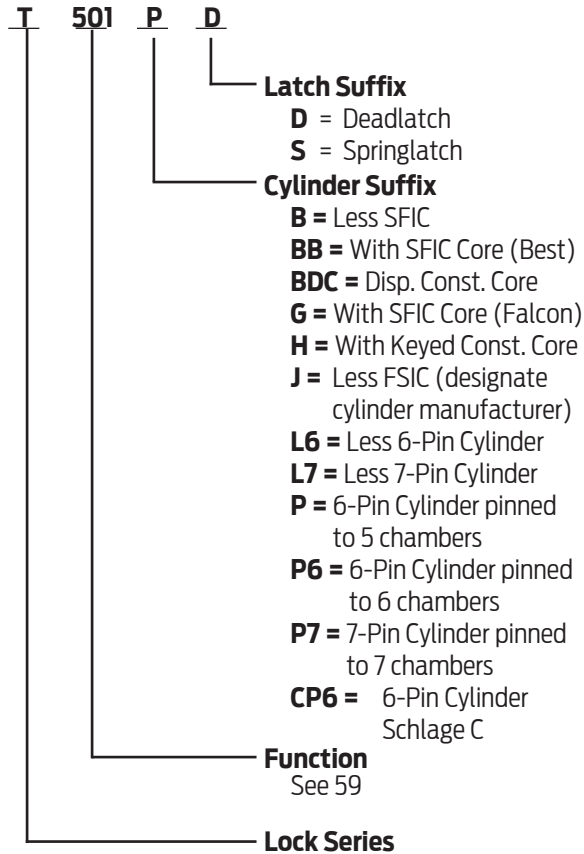 T 501 P D
Latch Suffix
D = Deadlatch
S = Springlatch
Cylinder Suffix
B = Less SFIC
BB = With SFIC Core (Best)
BDC = Disp. Const. Core
G = With SFIC Core (Falcon)
H = With Keyed Const. Core
J = Less FSIC (designate
cylinder manufacturer)
L6 = Less 6-Pin Cylinder
L7 = Less 7-Pin Cylinder
P = 6-Pin Cylinder pinned
to 5 chambers
P6 = 6-Pin Cylinder pinned
to 6 chambers
P7 = 7-Pin Cylinder pinned
to 7 chambers
CP6 = 6-Pin Cylinder
Schlage C
Function
See 59
Lock Series